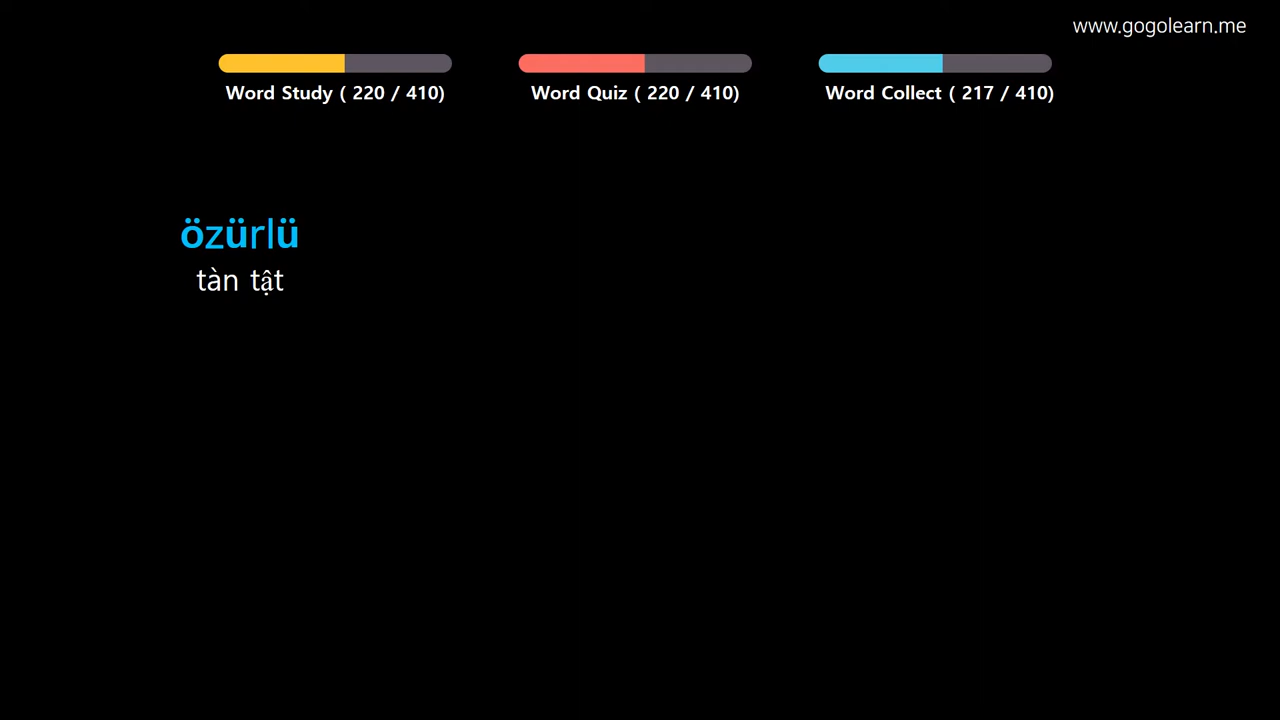 www.gogolearn.me
Word Study ( 220 / 410)
Word Quiz ( 220 / 410)
Word Collect ( 217 / 410)
özürlü
tàn tật